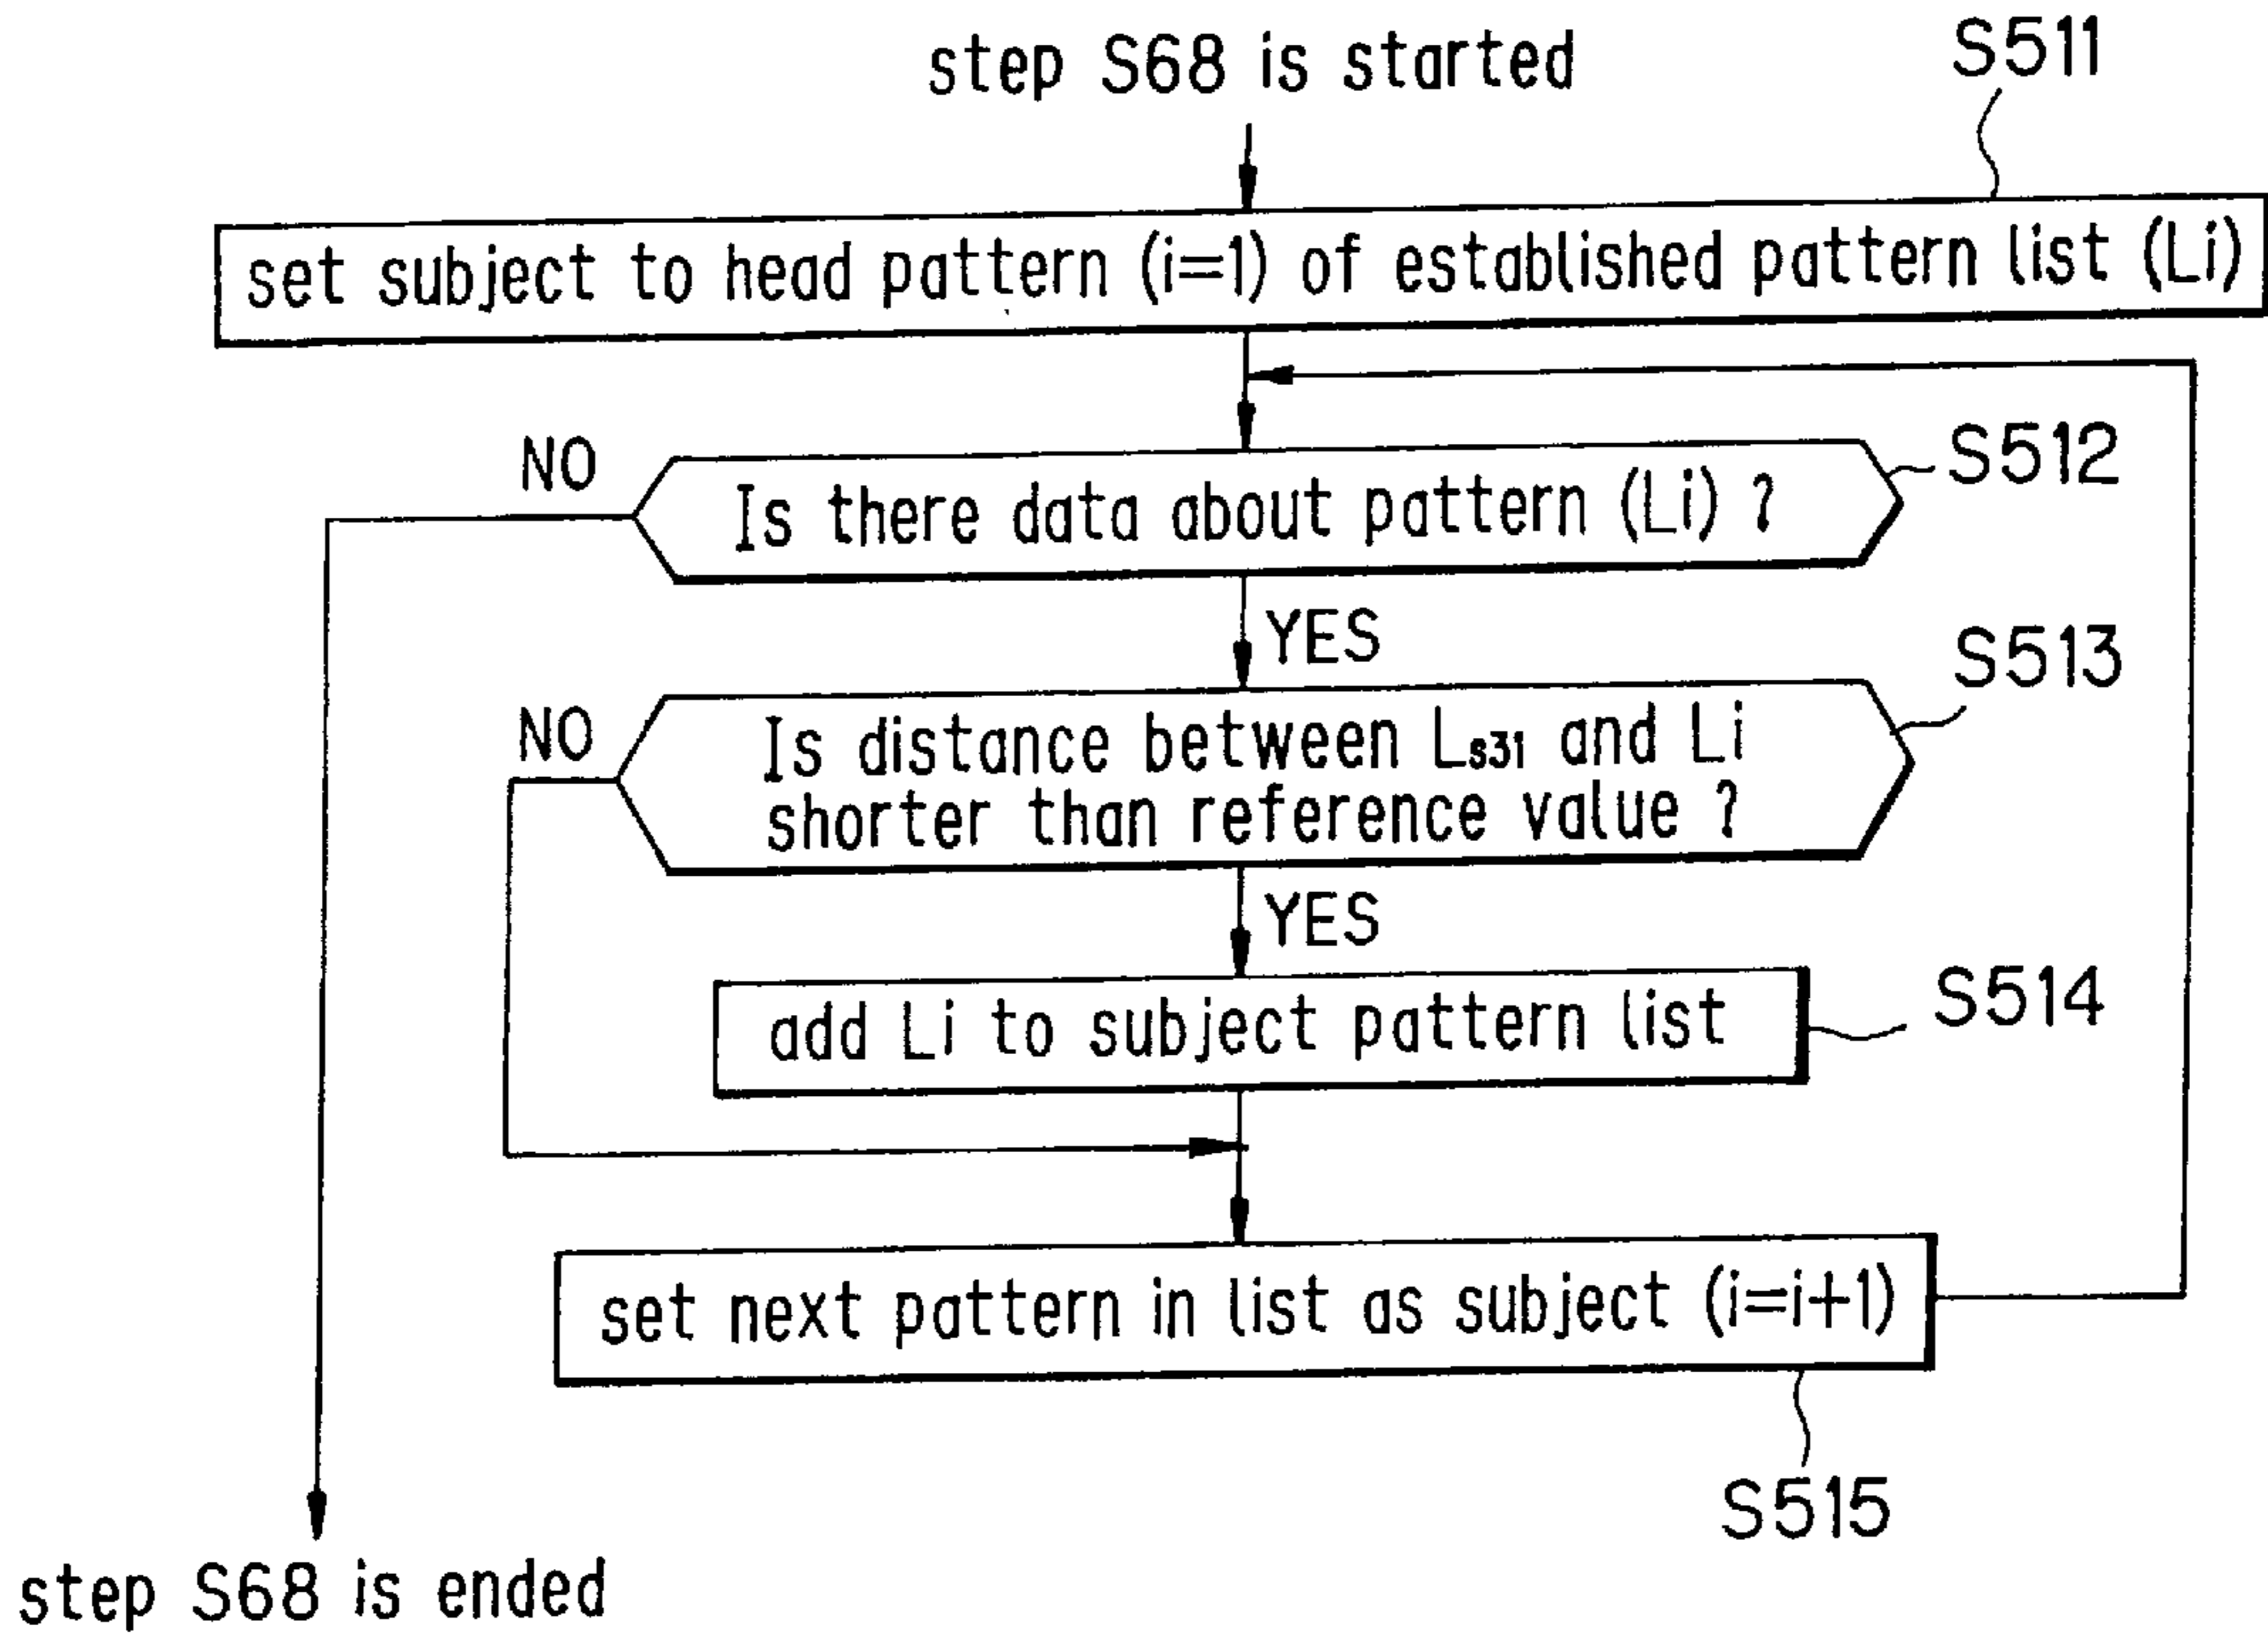 step S68 is started
S511
set subject to head pattern (i=1) of established pattern list (Li)
NO
S512
Is there data about pattern (Li) ?
YES
S513
NO
Is distance between Ls31 and Li
shorter than reference value ?
YES
S514
add Li to subject pattern list
set next pattern in list as subject (i=i+1)
S515
step S68 is ended